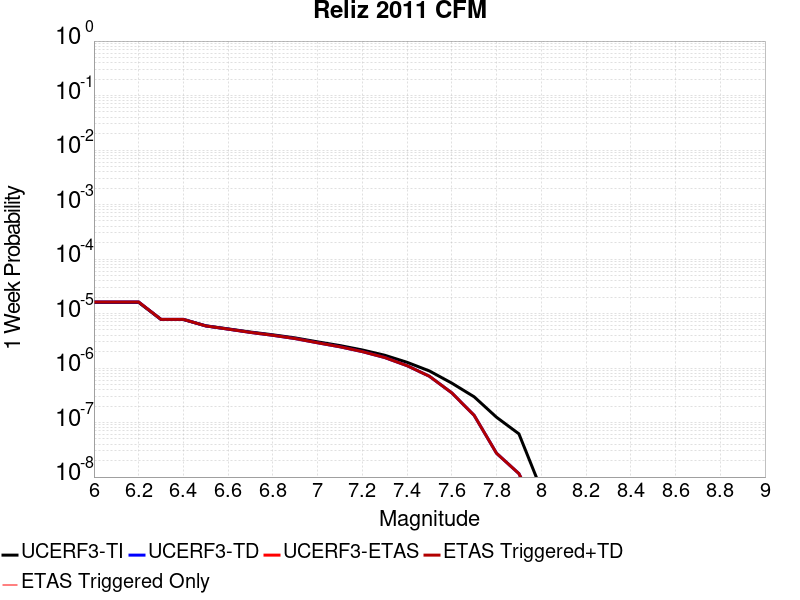 Reliz 2011 CFM
1 Week Probability
10^0
10^-1
10^-2
10^-3
10^-4
10^-5
10^-6
10^-7
10^-8
6 6.2 6.4 6.6 6.8 7 7.2 7.4 7.6 7.8 8 8.2 8.4 8.6 8.8 9
Magnitude
UCERF3-TI UCERF3-TD UCERF3-ETAS ETAS Triggered+TD
ETAS Triggered Only